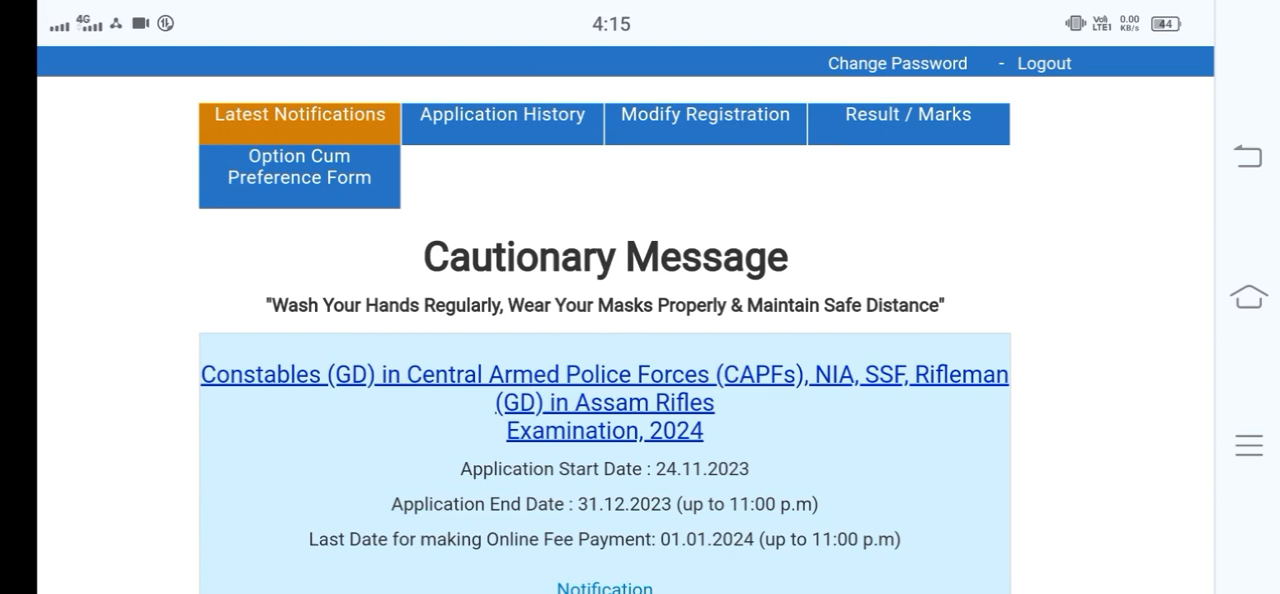 4G
4:15
Vo))
LTE1
0.00
KB/s
44
Change Password - Logout
Latest Notifications Application History Modify Registration Result / Marks
Option Cum
Preference Form
Cautionary Message
"Wash Your Hands Regularly, Wear Your Masks Properly & Maintain Safe Distance"
Constables (GD) in Central Armed Police Forces (CAPFs), NIA, SSF, Rifleman
(GD) in Assam Rifles
Examination, 2024
Application Start Date : 24.11.2023
Application End Date : 31.12.2023 (up to 11:00 p.m)
Last Date for making Online Fee Payment: 01.01.2024 (up to 11:00 p.m)
Notification